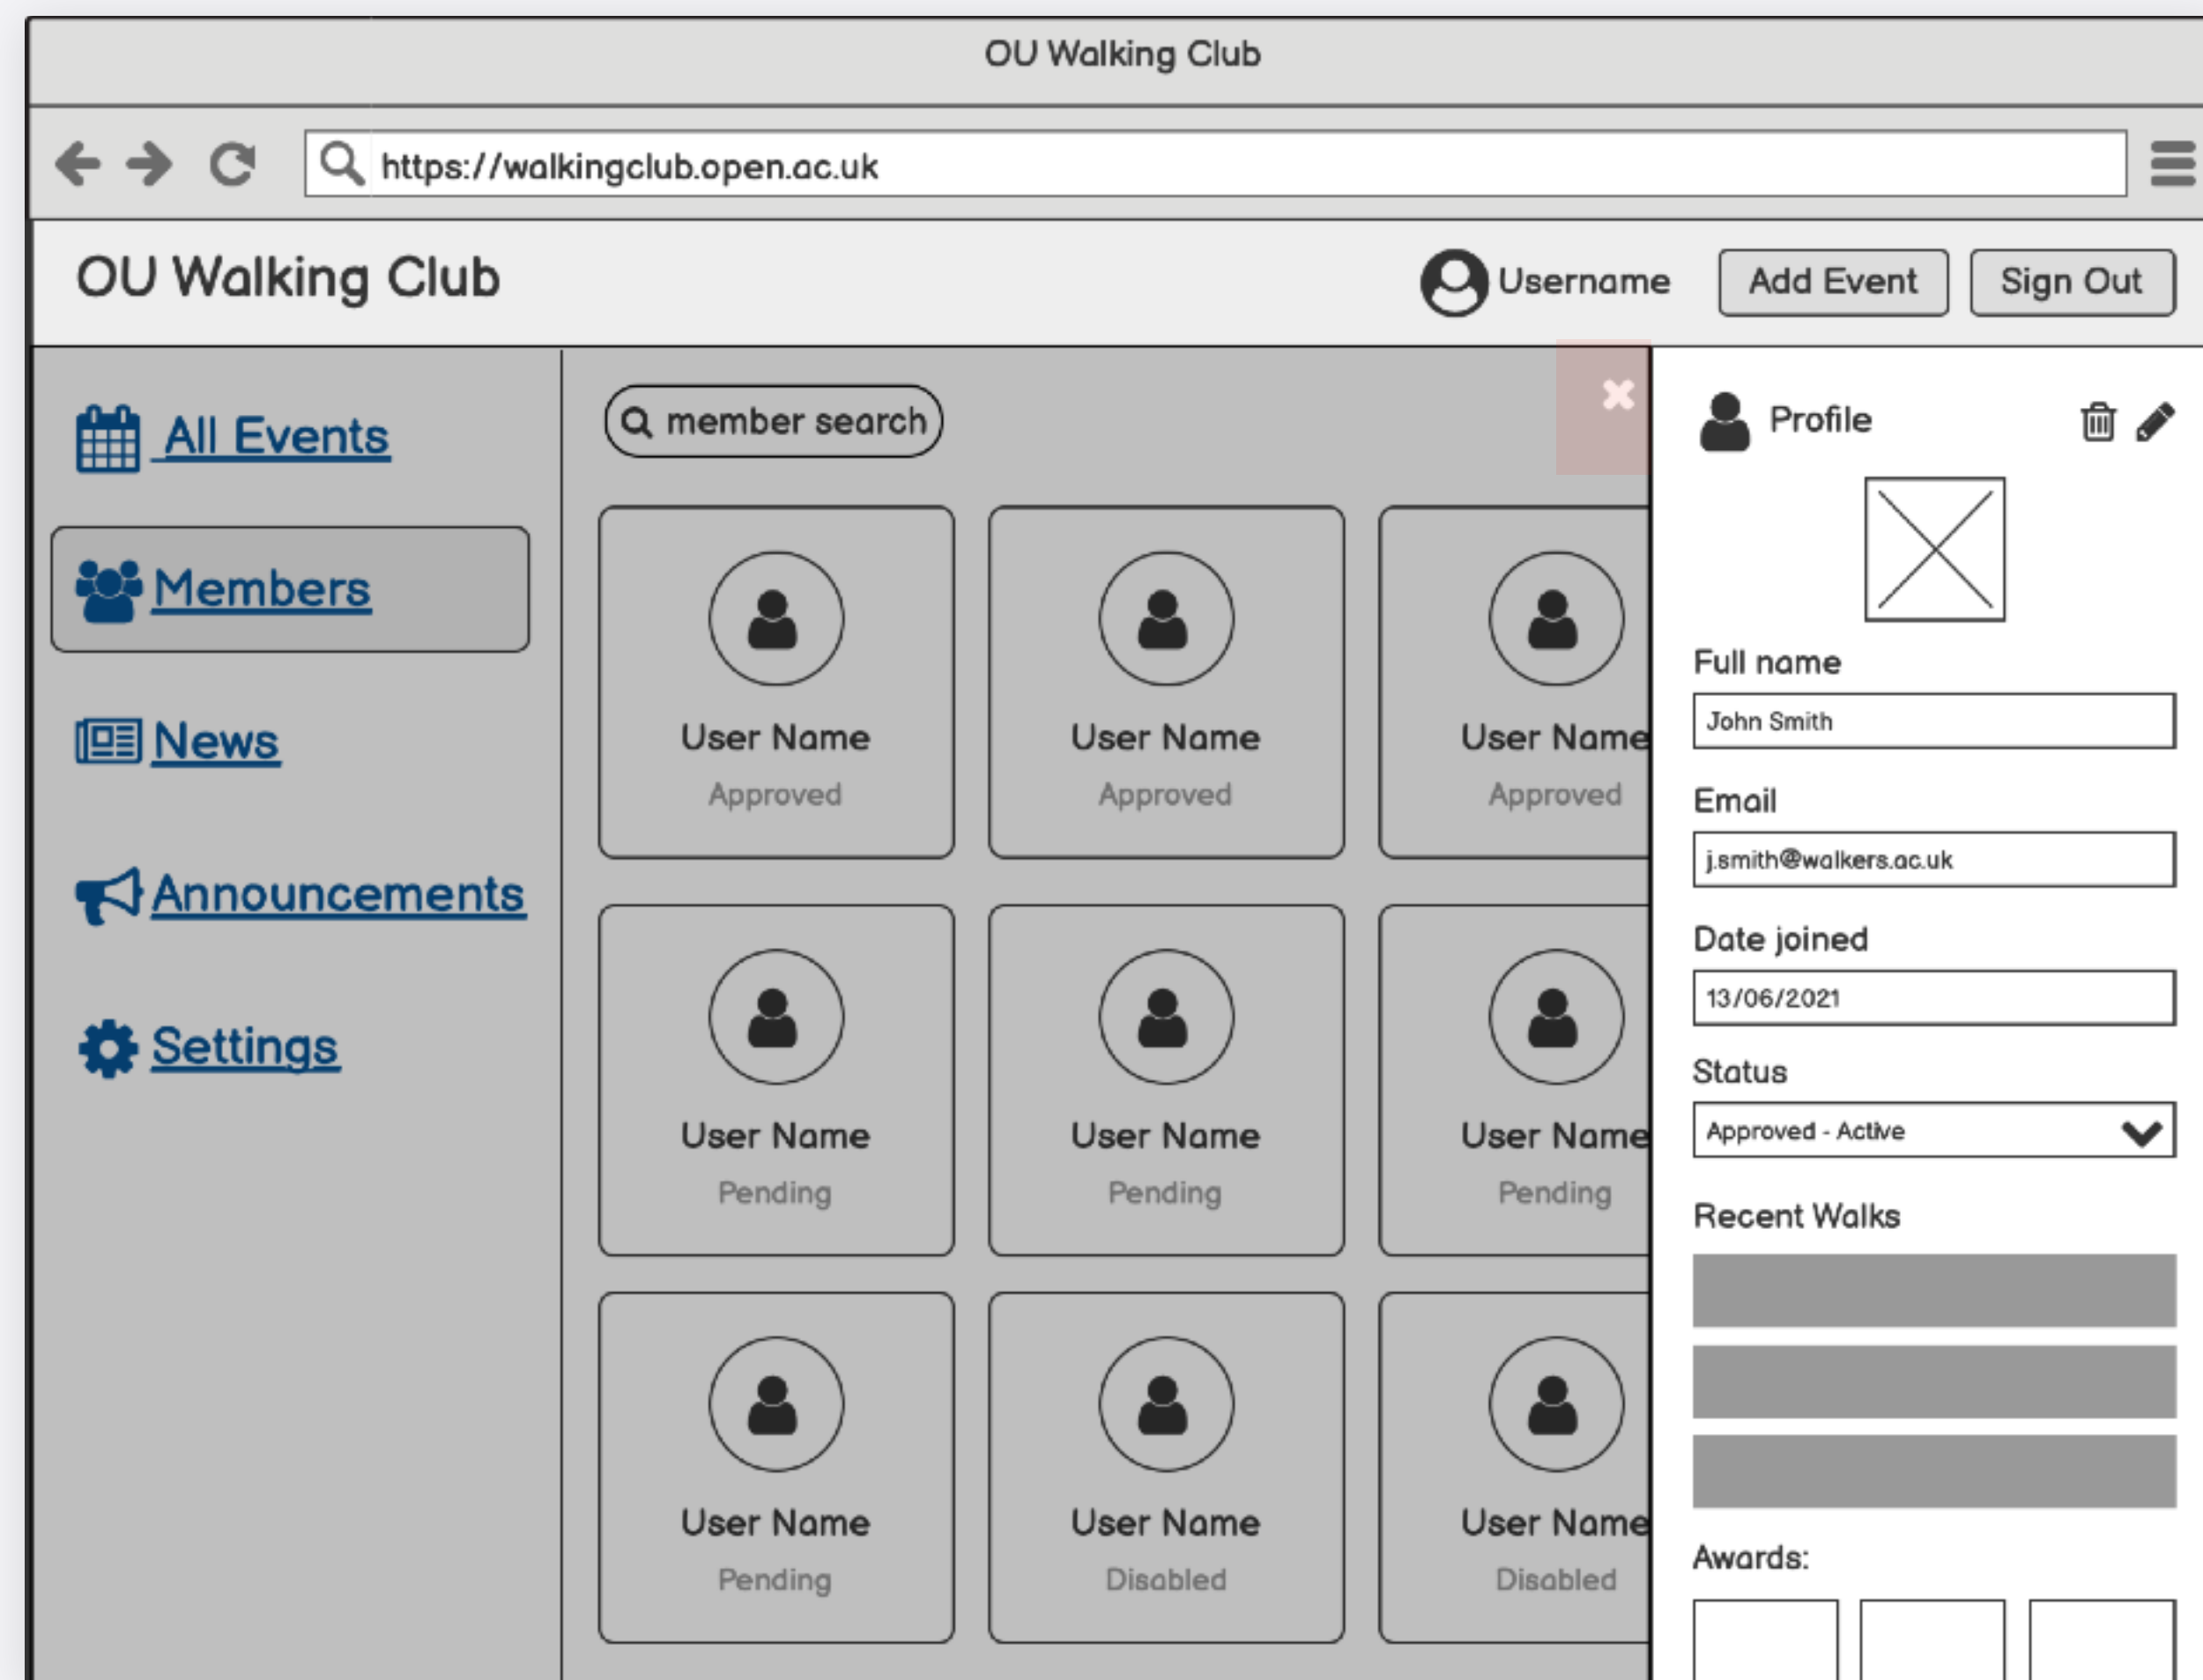 OU Walking Club
https://walkingclub.open.ac.uk
OU Walking Club
Username
Add Event
Sign Out
All Events
Members
News
Announcements
Settings
member search
User Name
Approved
User Name
Approved
User Name
Approved
User Name
Pending
User Name
Pending
User Name
Pending
User Name
Pending
User Name
Disabled
User Name
Disabled
Profile
Full name
John Smith
Email
j.smith@walkers.ac.uk
Date joined
13/06/2021
Status
Approved - Active
Recent Walks
Awards: